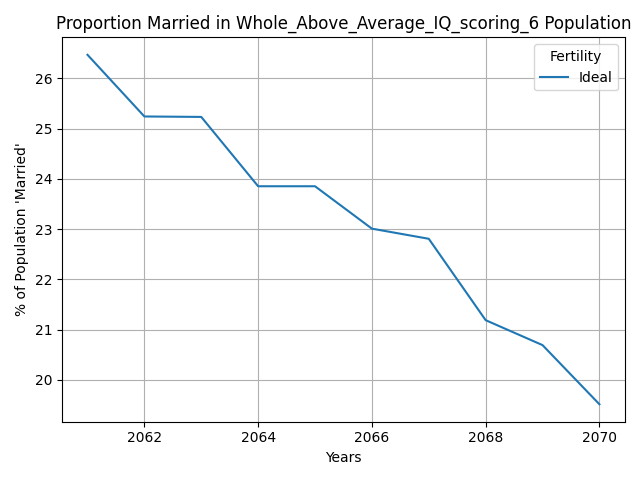 Proportion Married in Whole_Above_Average_IQ_scoring_6 Population
Fertility
Ideal
% of Population 'Married'
26
25
24
23
22
21
20
2062 2064 2066 2068 2070
Years